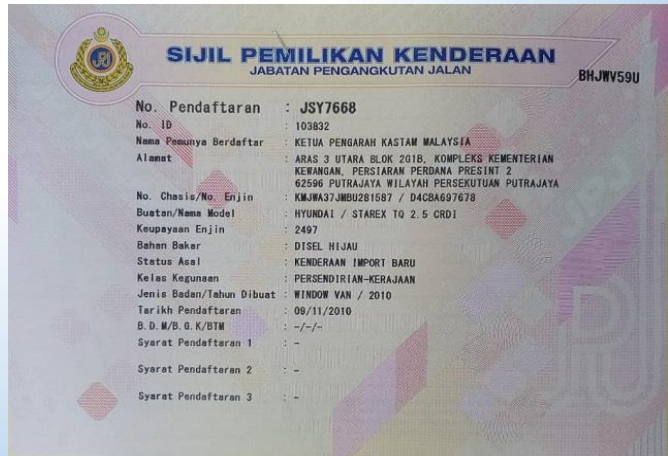 SIJIL PEMILIKAN KENDERAAN
JABATAN PENGANGKUTAN JALAN
BHJWV59U
No. Pendaftaran : JSY7668
No. ID : 103832
Nama Pemunya Berdaftar : KETUA PENGARAH KASTAM MALAYSIA
Alamat : ARAS 3 UTARA BLOK 2G1B, KOMPLEKS KEMENTERIAN
KEWANGAN, PERSIARAN PERDANA PRESINT 2
62596 PUTRAJAYA WILAYAH PERSEKUTUAN PUTRAJAYA
No. Chasis/No. Enjin : KMJWA37JMBU281587 / D4CBA697678
Buatan/Nama Model : HYUNDAI / STAREX TQ 2.5 CRDI
Keupayaan Enjin : 2497
Bahan Bakar : DISEL HIJAU
Status Asal : KENDERAAN IMPORT BARU
Kelas Kegunaan : PERSENDIRIAN-KERAJAAN
Jenis Badan/Tahun Dibuat : WINDOW VAN / 2010
Tarikh Pendaftaran : 09/11/2010
B.D.M/B.G.K/BTM : -/-/-
Syarat Pendaftaran 1 : -
Syarat Pendaftaran 2 : -
Syarat Pendaftaran 3 : -
JPJ